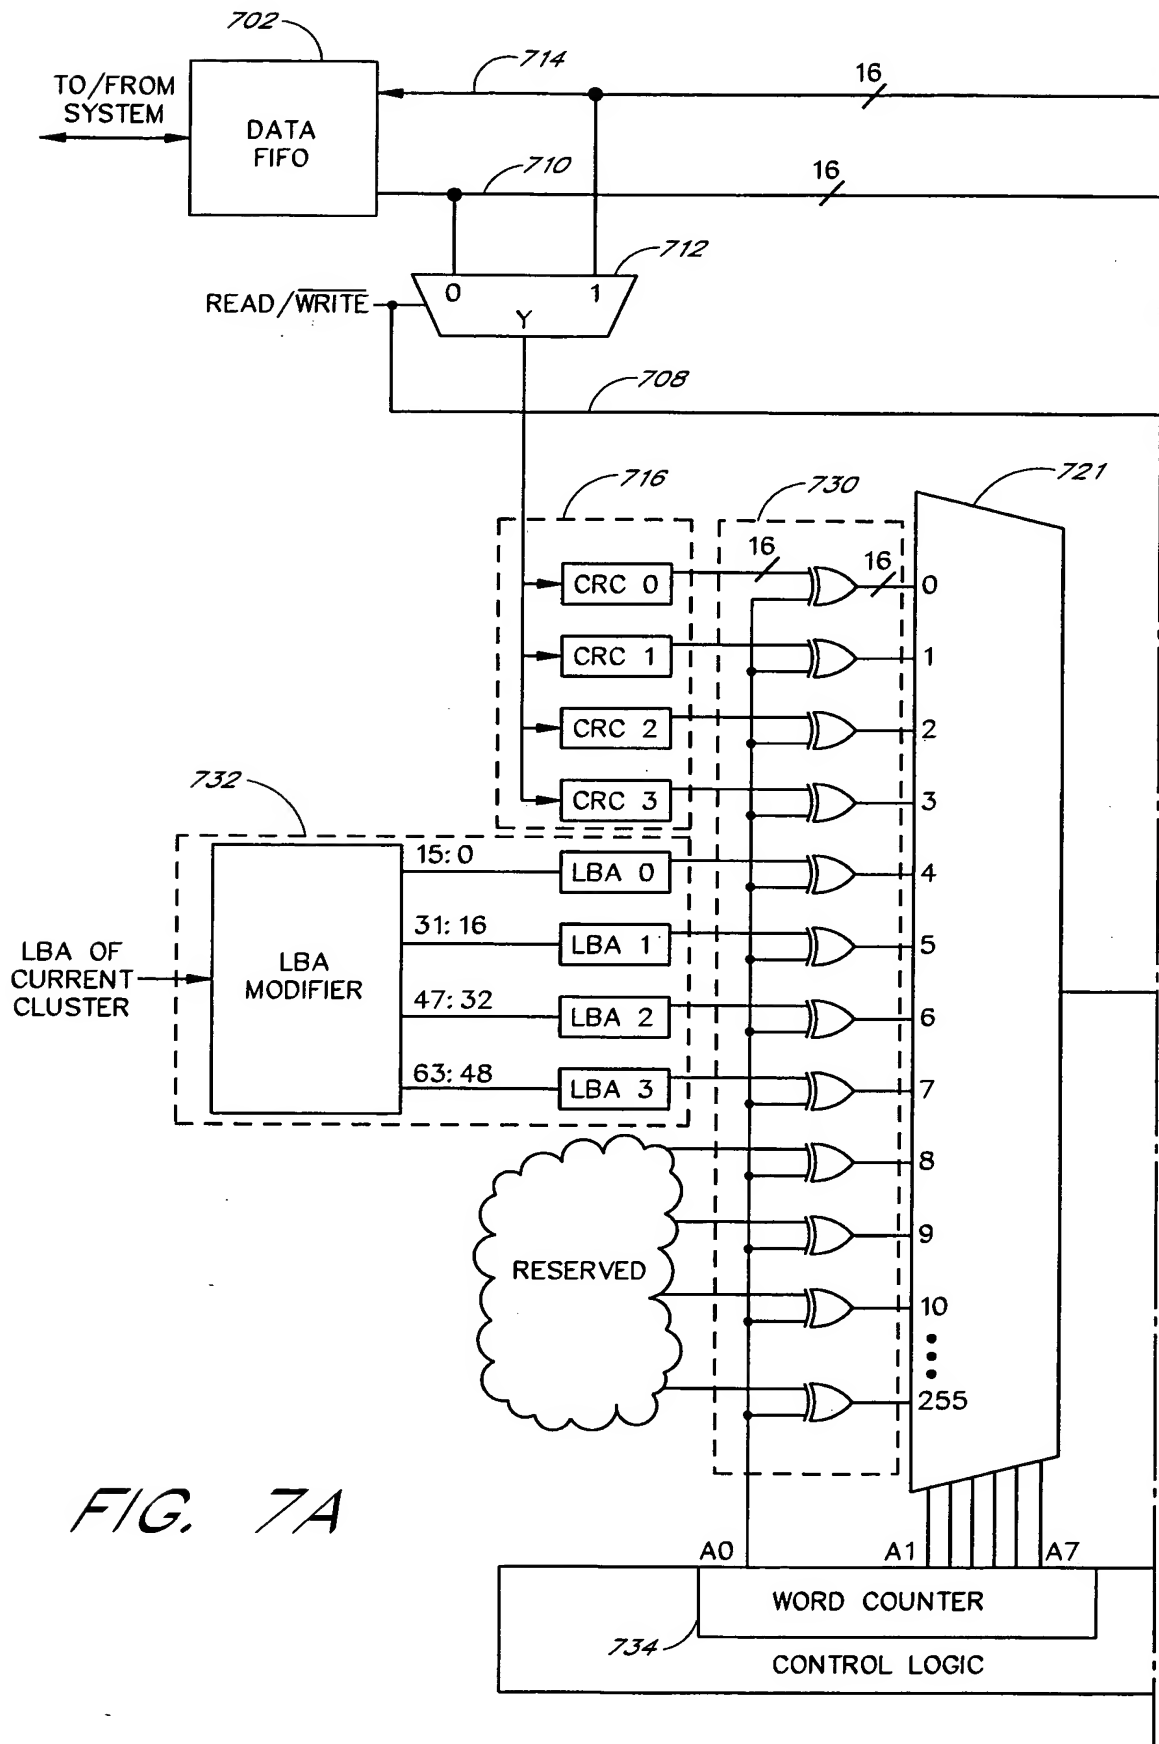 702
714
16
TO/FROM
SYSTEM
DATA
FIFO
710
16
712
READ/WRITE
0
1
Y
708
716
730
721
16
16
CRC 0
0
CRC 1
1
CRC 2
2
732
CRC 3
3
15:0
LBA 0
4
31:16
LBA 1
5
LBA OF
CURRENT
CLUSTER
LBA
MODIFIER
47:32
LBA 2
6
63:48
LBA 3
7
8
9
RESERVED
10
255
FIG. 7A
A0
A1
A7
WORD COUNTER
734
CONTROL LOGIC